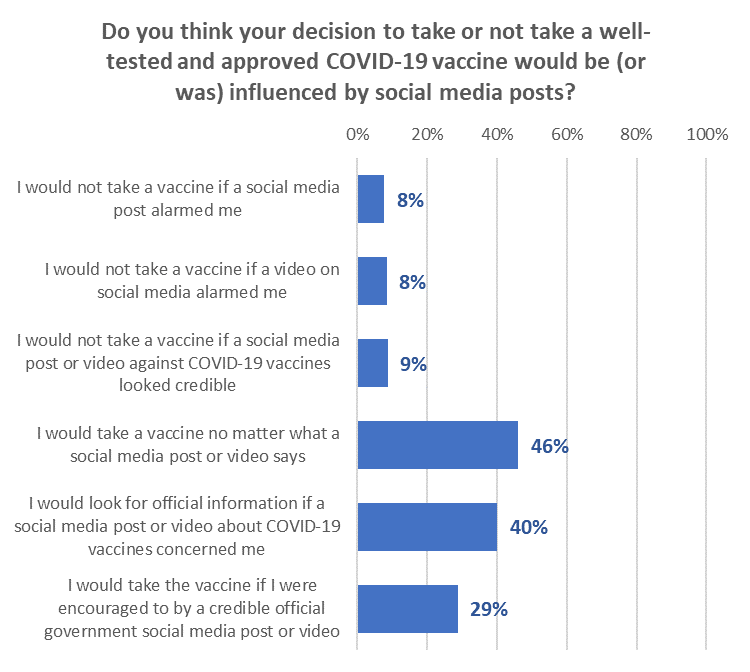 Do you think your decision to take or not take a well-
tested and approved COVID-19 vaccine would be (or
was) influenced by social media posts?
0% 20% 40% 60% 80% 100%
I would not take a vaccine if a social media
post alarmed me
8%
I would not take a vaccine if a video on
social media alarmed me
8%
I would not take a vaccine if a social media
post or video against COVID-19 vaccines
looked credible
9%
I would take a vaccine no matter what a
social media post or video says
46%
I would look for official information if a
social media post or video about COVID-19
vaccines concerned me
40%
I would take the vaccine if I were
encouraged to by a credible official
government social media post or video
29%